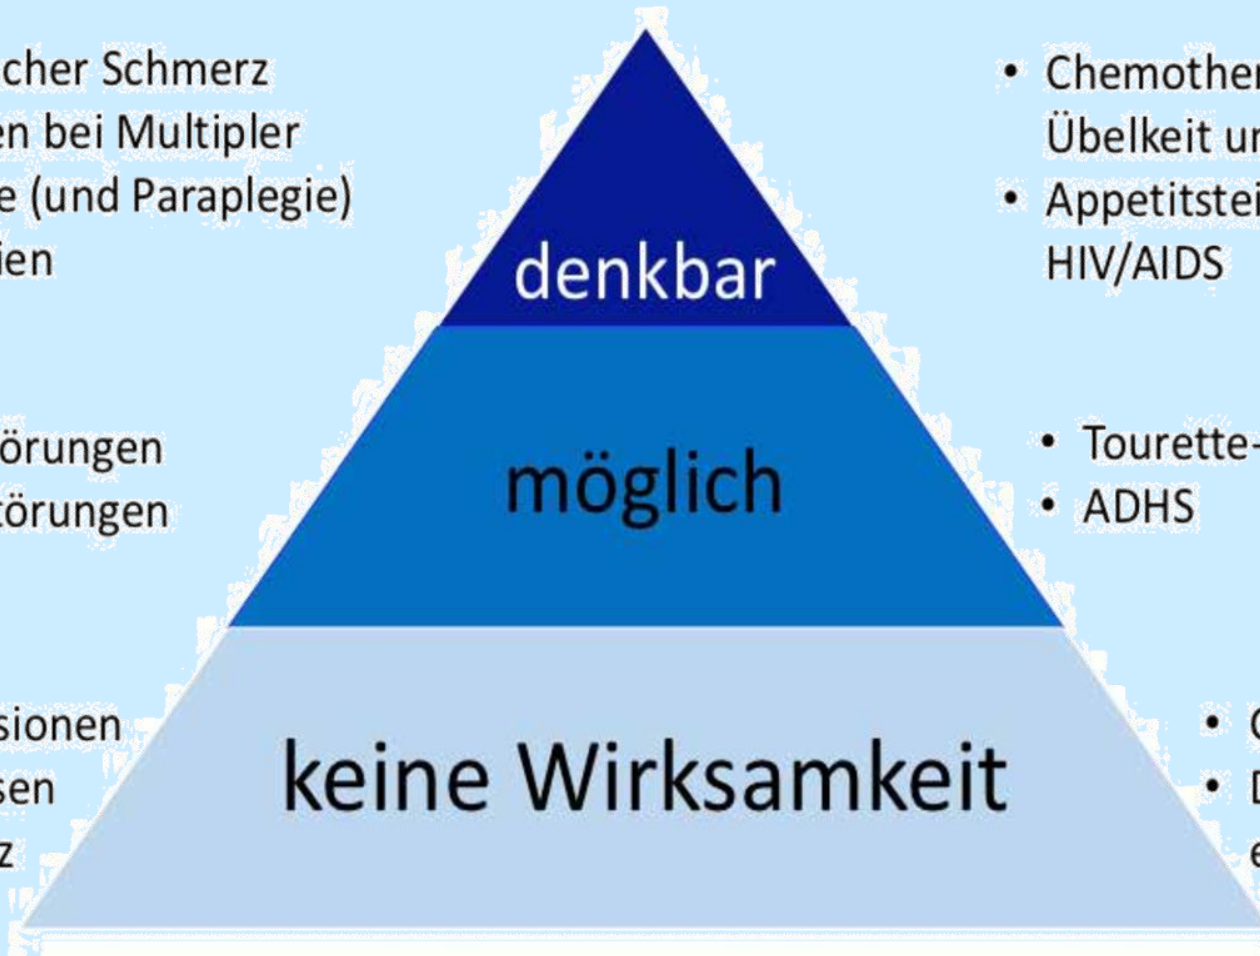 cher Schmerz
en bei Multipler
e (und Paraplegie)
ien
• Chemother
Übelkeit un
• Appetitstei
HIV/AIDS
denkbar
örungen
törungen
möglich
• Tourette-
• ADHS
sionen
sen
z
keine Wirksamkeit